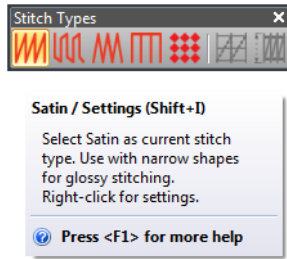 Stitch Types
Satin / Settings (Shift+I)
Select Satin as current stitch
type. Use with narrow shapes
for glossy stitching.
Right-click for settings.
Press <F1> for more help